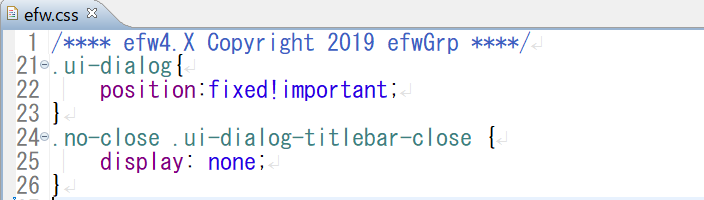 efw.css
1 /**** efw4.X Copyright 2019 efwGrp ****/
21 .ui-dialog{
22 position:fixed!important;
23 }
24 .no-close .ui-dialog-titlebar-close {
25 display: none;
26 }